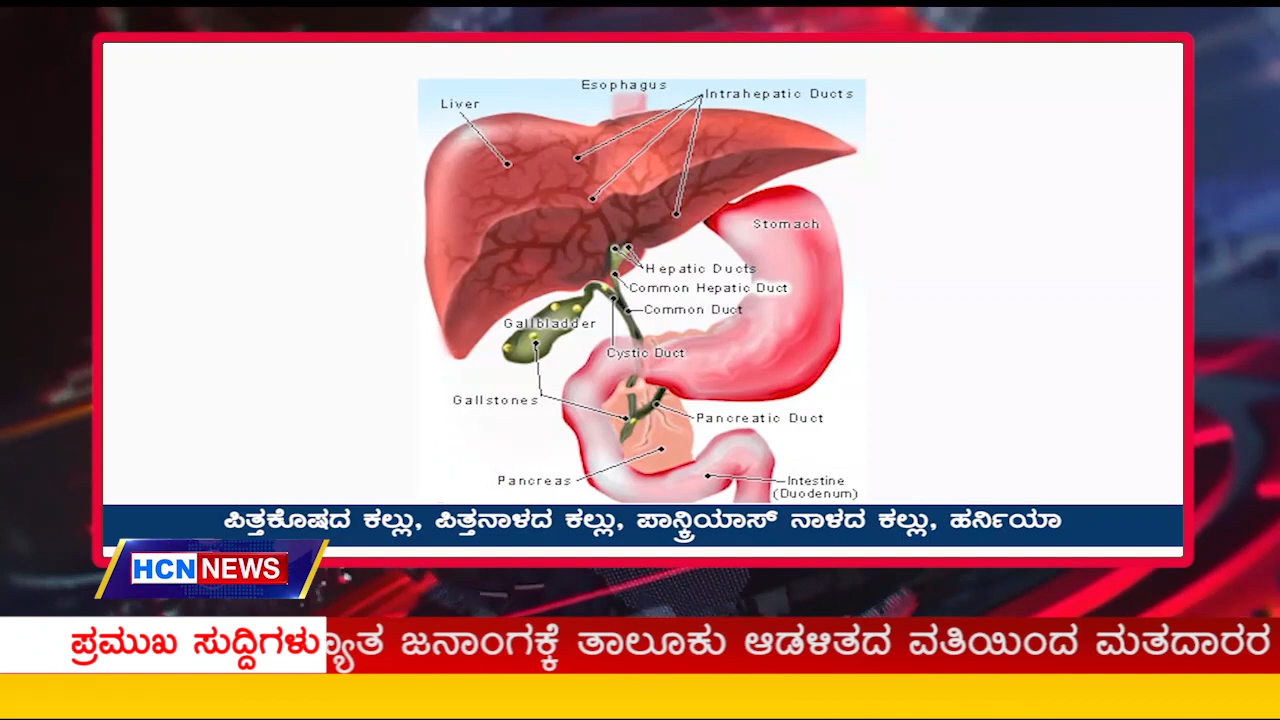 Esophagus
Liver
Intrahepatic Ducts
Stomach
Hepatic Ducts
Common Hepatic Duct
Common Duct
Gallbladder
Cystic Duct
Gallstones
Pancreatic Duct
Pancreas
Intestine
(Duodenum)
ಪಿತ್ತಕೊಷದ ಕಲ್ಲು, ಪಿತ್ತನಾಳದ ಕಲ್ಲು, ಪಾನ್ಕ್ರಿಯಾಸ್ ನಾಳದ ಕಲ್ಲು, ಹರ್ನಿಯಾ
HCN NEWS
ಪ್ರಮುಖ ಸುದ್ದಿಗಳು ಜನಾಂಗಕ್ಕೆ ತಾಲೂಕು ಆಡಳಿತದ ವತಿಯಿಂದ ಮತದಾರರ